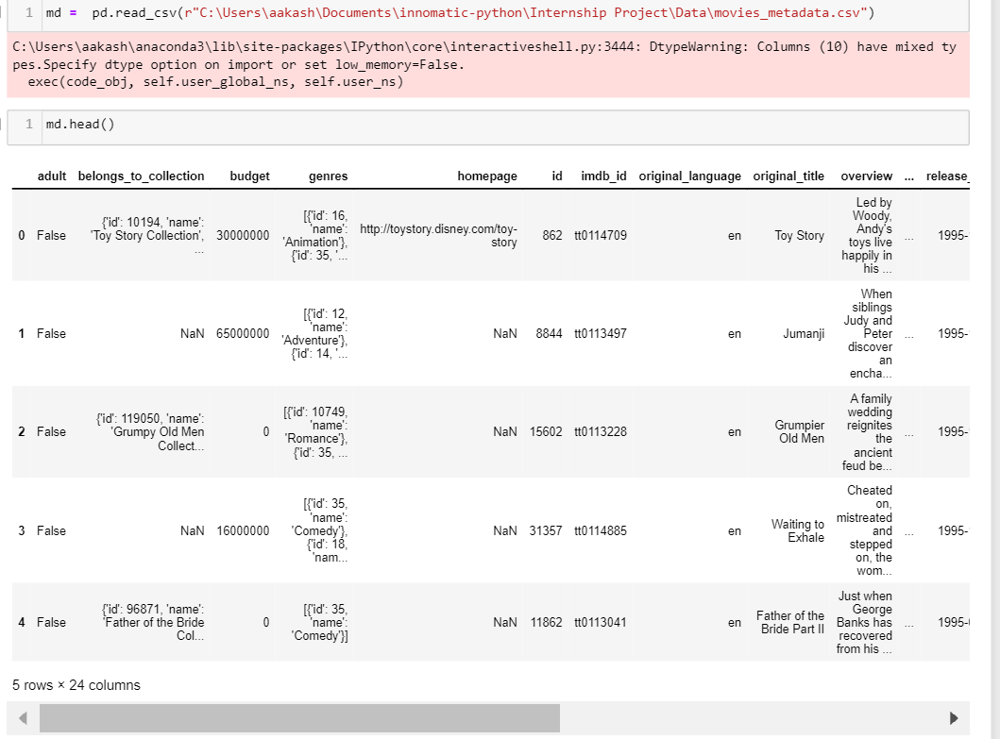 1 md = pd.read_csv(r"C:\Users\aakash\Documents\innomatic-python\Internship Project\Data\movies_metadata.csv")
C:\Users\aakash\anaconda3\lib\site-packages\IPython\core\interactiveshell.py:3444: DtypeWarning: Columns (10) have mixed ty
pes.Specify dtype option on import or set low_memory=False.
exec(code_obj, self.user_global_ns, self.user_ns)
1 md.head()
adult belongs_to_collection budget genres homepage id imdb_id original_language original_title overview ... release_
0 False {'id': 10194, 'name': 'Toy Story Collection', ... 30000000 [{'id': 16, 'name': 'Animation'}, {'id': 35, '... http://toystory.disney.com/toy-story 862 tt0114709 en Toy Story Led by Woody, Andy's toys live happily in his ... ... 1995-
1 False NaN 65000000 [{'id': 12, 'name': 'Adventure'}, {'id': 14, '... NaN 8844 tt0113497 en Jumanji When siblings Judy and Peter discover an encha... ... 1995-
2 False {'id': 119050, 'name': 'Grumpy Old Men Collect... 0 [{'id': 10749, 'name': 'Romance'}, {'id': 35, ... NaN 15602 tt0113228 en Grumpier Old Men A family wedding reignites the ancient feud be... ... 1995-
3 False NaN 16000000 [{'id': 35, 'name': 'Comedy'}, {'id': 18, 'nam... NaN 31357 tt0114885 en Waiting to Exhale Cheated on, mistreated and stepped on, the wom... ... 1995-
4 False {'id': 96871, 'name': 'Father of the Bride Col... 0 [{'id': 35, 'name': 'Comedy'}] NaN 11862 tt0113041 en Father of the Bride Part II Just when George Banks has recovered from his ... ... 1995-
5 rows × 24 columns